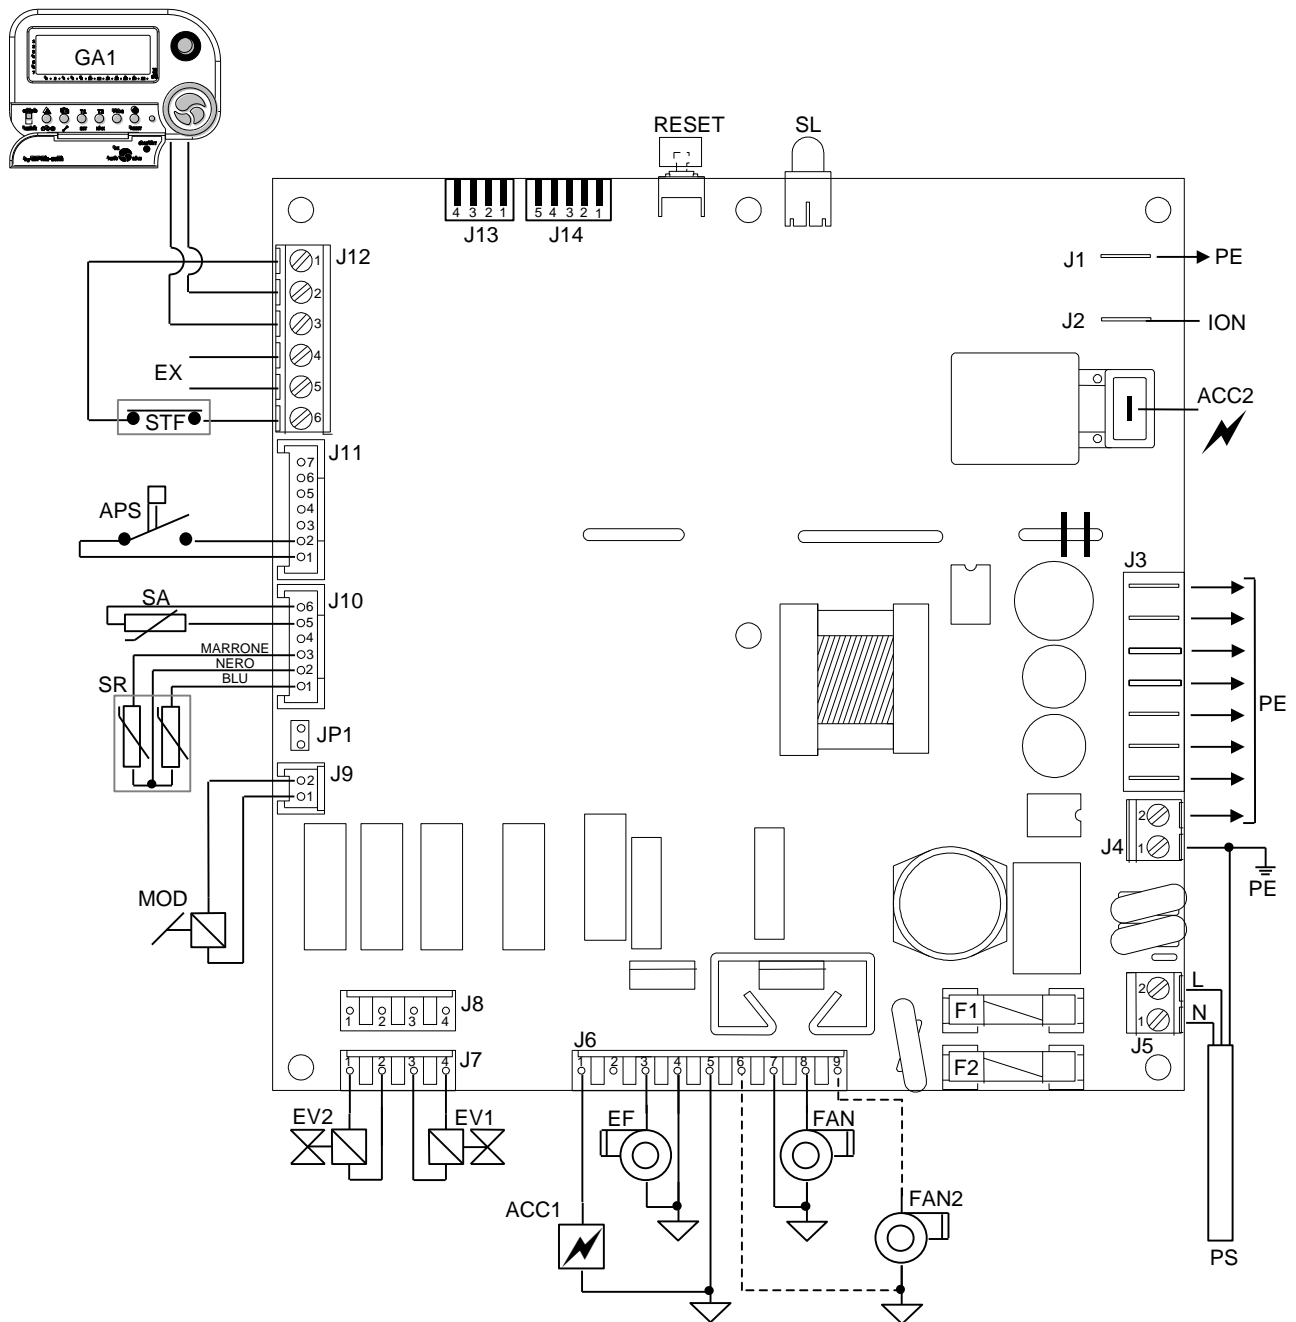 GA1
RESET SL
4 3 2 1
5 4 3 2 1
J13 J14
J12
1
2
3
4
5
6
EX
STF
J1 PE
J2 ION
ACC2
J11
7
6
5
4
3
2
1
APS
J10
6
5
4
3
2
1
SA
MARRONE
NERO
BLU
SR
JP1
J9
2
1
MOD
J3
PE
2
1
J4
PE
J8
1 2 3 4
J7
1 2 3 4
J6
1 2 3 4 5 6 7 8 9
F1
F2
2
1
L
N
J5
EV2 EV1
EF FAN
ACC1
FAN2
PS